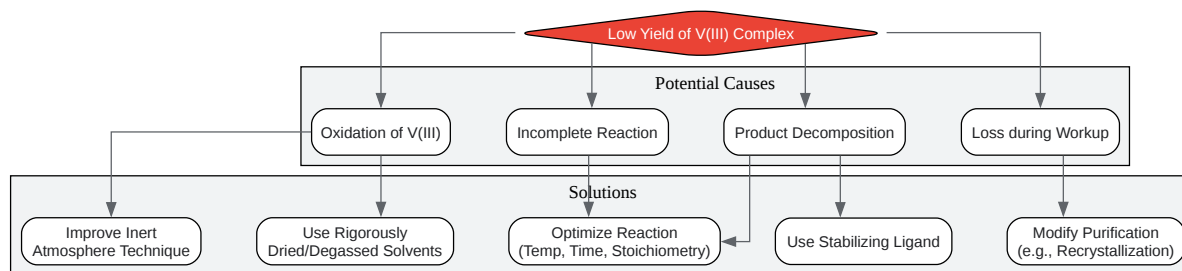 Low Yield of V(III) Complex
Potential Causes
Oxidation of V(III)
Incomplete Reaction
Product Decomposition
Loss during Workup
Solutions
Improve Inert
Atmosphere Technique
Use Rigorously
Dried/Degassed Solvents
Optimize Reaction
(Temp, Time, Stoichiometry)
Use Stabilizing Ligand
Modify Purification
(e.g., Recrystallization)